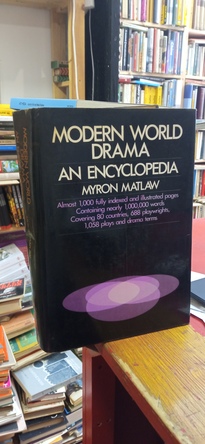 MODERN WORLD
DRAMA
AN ENCYCLOPEDIA
MYRON MATLAW
Almost 1,000 fully indexed and illustrated pages
Containing nearly 1,000,000 words
Covering 80 countries, 688 playwrights,
1,058 plays and drama terms